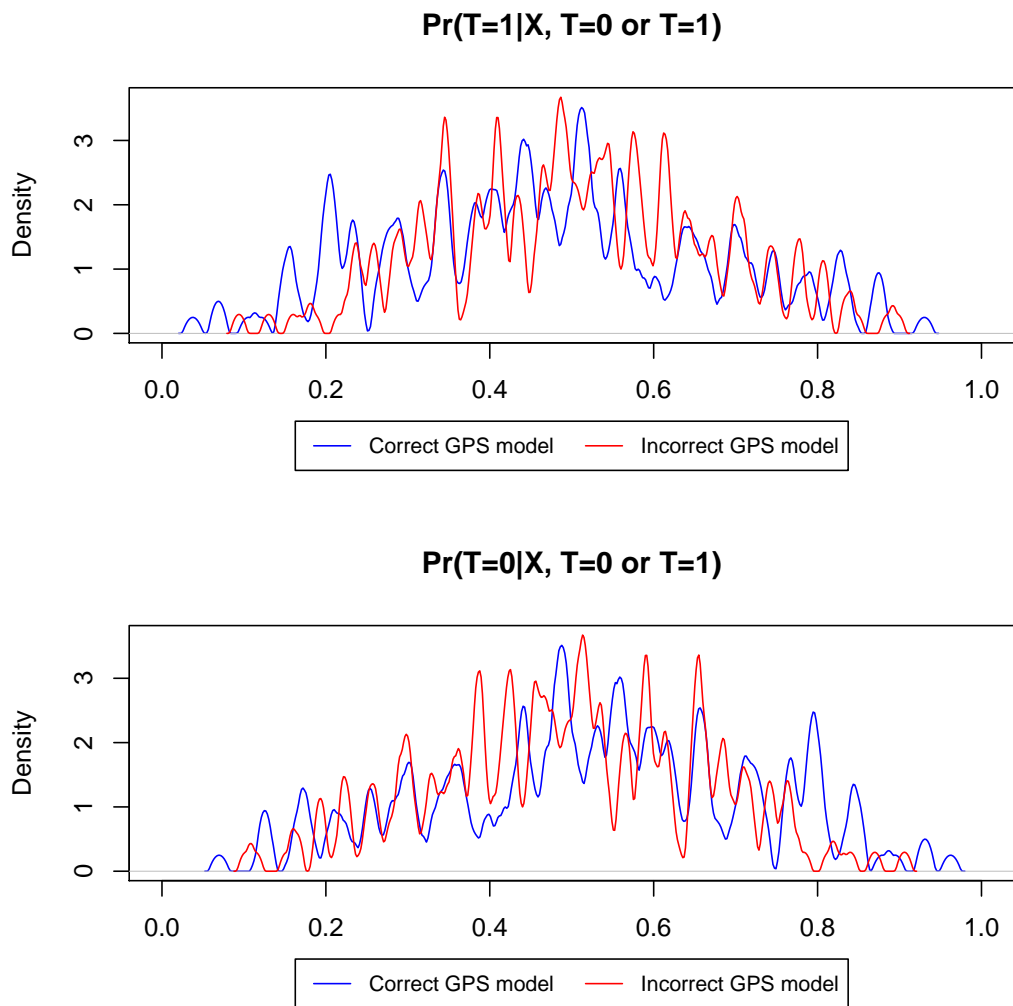 Pr(T=1|X, T=0 or T=1)
Density
3
2
1
0
0.0 0.2 0.4 0.6 0.8 1.0
Correct GPS model Incorrect GPS model
Pr(T=0|X, T=0 or T=1)
Density
3
2
1
0
0.0 0.2 0.4 0.6 0.8 1.0
Correct GPS model Incorrect GPS model